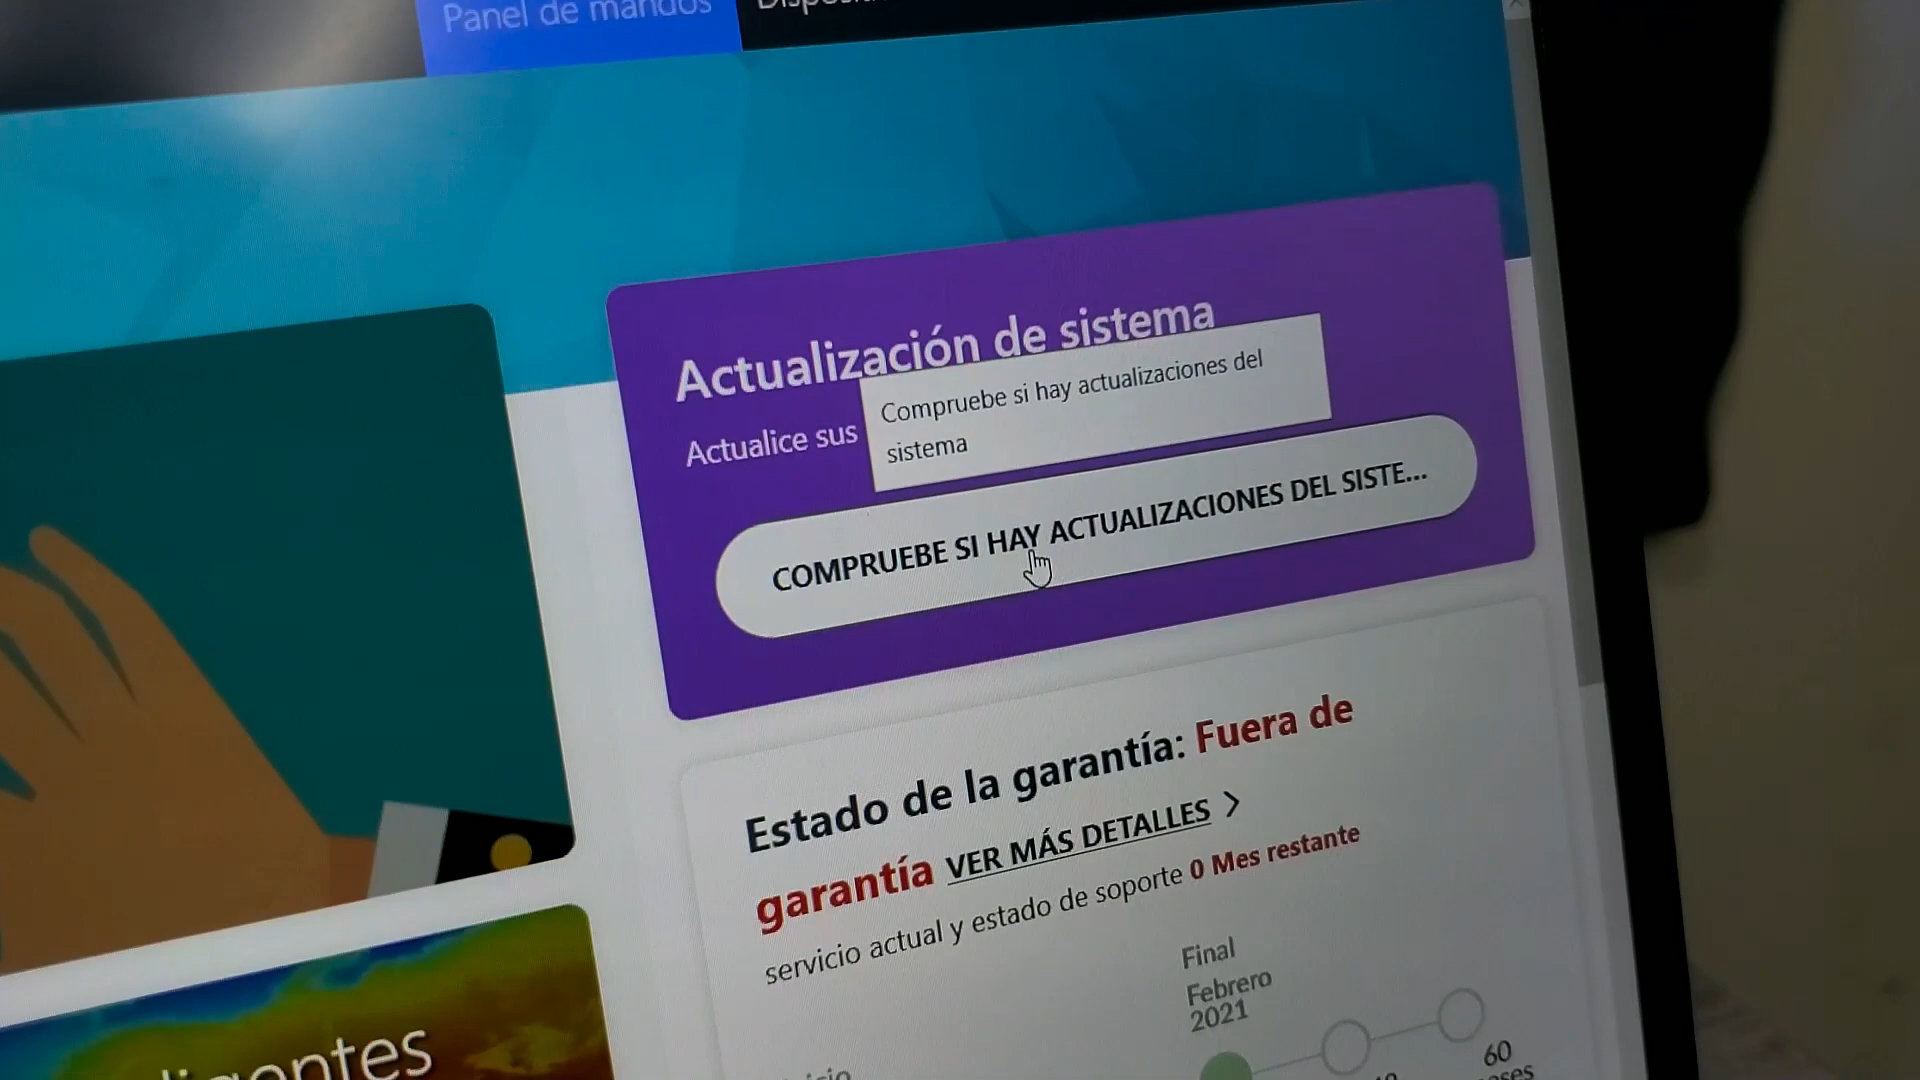 Panel de mandos
Actualización de sistema
Actualice sus
Compruebe si hay actualizaciones del
sistema
COMPRUEBE SI HAY ACTUALIZACIONES DEL SISTE...
Estado de la garantía: Fuera de
garantía VER MÁS DETALLES >
servicio actual y estado de soporte 0 Mes restante
Final
Febrero
2021
60